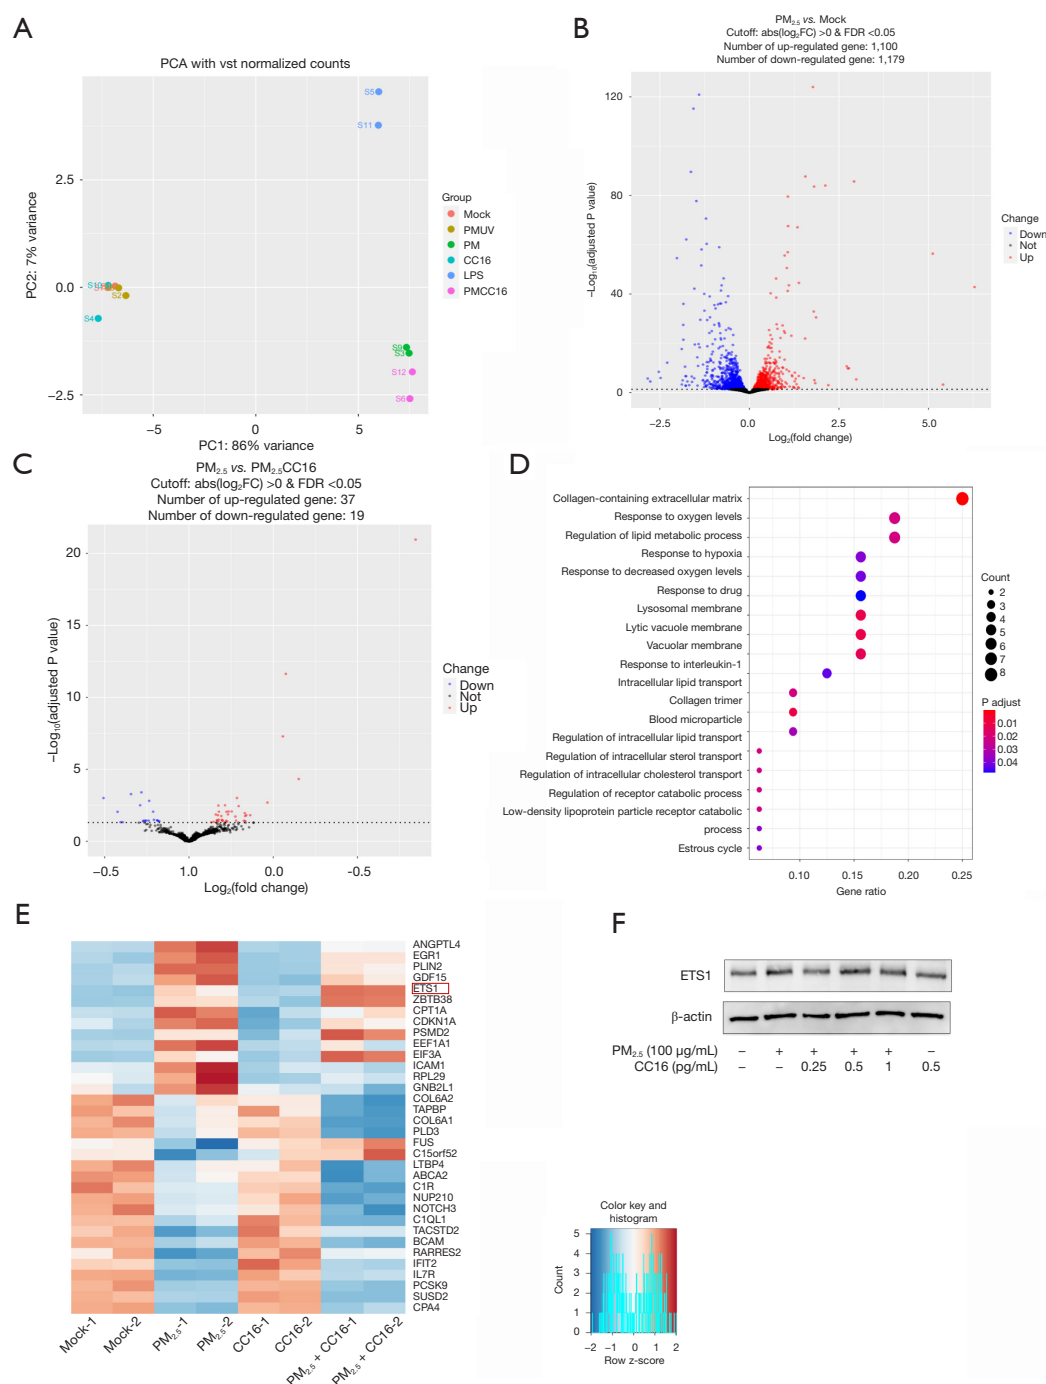 A
PCA with vst normalized counts
PC2: 7% variance
2.5
0.0
−2.5
−5
0
5
PC1: 86% variance
S5
S11
S10
S2
S4
S9
S3
S12
S6
Group
Mock
PMUV
PM
CC16
LPS
PMCC16
B
PM2.5 vs. Mock
Cutoff: abs(log2FC) >0 & FDR <0.05
Number of up-regulated gene: 1,100
Number of down-regulated gene: 1,179
−Log10(adjusted P value)
120
80
40
0
−2.5
0.0
2.5
5.0
Log2(fold change)
Change
Down
Not
Up
C
PM2.5 vs. PM2.5CC16
Cutoff: abs(log2FC) >0 & FDR <0.05
Number of up-regulated gene: 37
Number of down-regulated gene: 19
−Log10(adjusted P value)
20
15
10
5
0
−0.5
1.0
0.0
−0.5
Log2(fold change)
Change
Down
Not
Up
D
Collagen-containing extracellular matrix
Response to oxygen levels
Regulation of lipid metabolic process
Response to hypoxia
Response to decreased oxygen levels
Response to drug
Lysosomal membrane
Lytic vacuole membrane
Vacuolar membrane
Response to interleukin-1
Intracellular lipid transport
Collagen trimer
Blood microparticle
Regulation of intracellular lipid transport
Regulation of intracellular sterol transport
Regulation of intracellular cholesterol transport
Regulation of receptor catabolic process
Low-density lipoprotein particle receptor catabolic
process
Estrous cycle
0.10
0.15
0.20
0.25
Gene ratio
Count
2
3
4
5
6
7
8
P adjust
0.01
0.02
0.03
0.04
E
ANGPTL4
EGR1
PLIN2
GDF15
ETS1
ZBTB38
CPT1A
CDKN1A
PSMD2
EEF1A1
EIF3A
ICAM1
RPL29
GNB2L1
COL6A2
TAPBP
COL6A1
PLD3
FUS
C15orf52
LTBP4
ABCA2
C1R
NUP210
NOTCH3
C1QL1
TACSTD2
BCAM
RARRES2
IFIT2
IL7R
PCSK9
SUSD2
CPA4
Mock-1
Mock-2
PM2.5-1
PM2.5-2
CC16-1
CC16-2
PM2.5 + CC16-1
PM2.5 + CC16-2
F
ETS1
β-actin
PM2.5 (100 μg/mL) − + + + + −
CC16 (pg/mL) − − 0.25 0.5 1 0.5
Color key and
histogram
Count
5
4
3
2
1
0
−2 −1 0 1 2
Row z-score